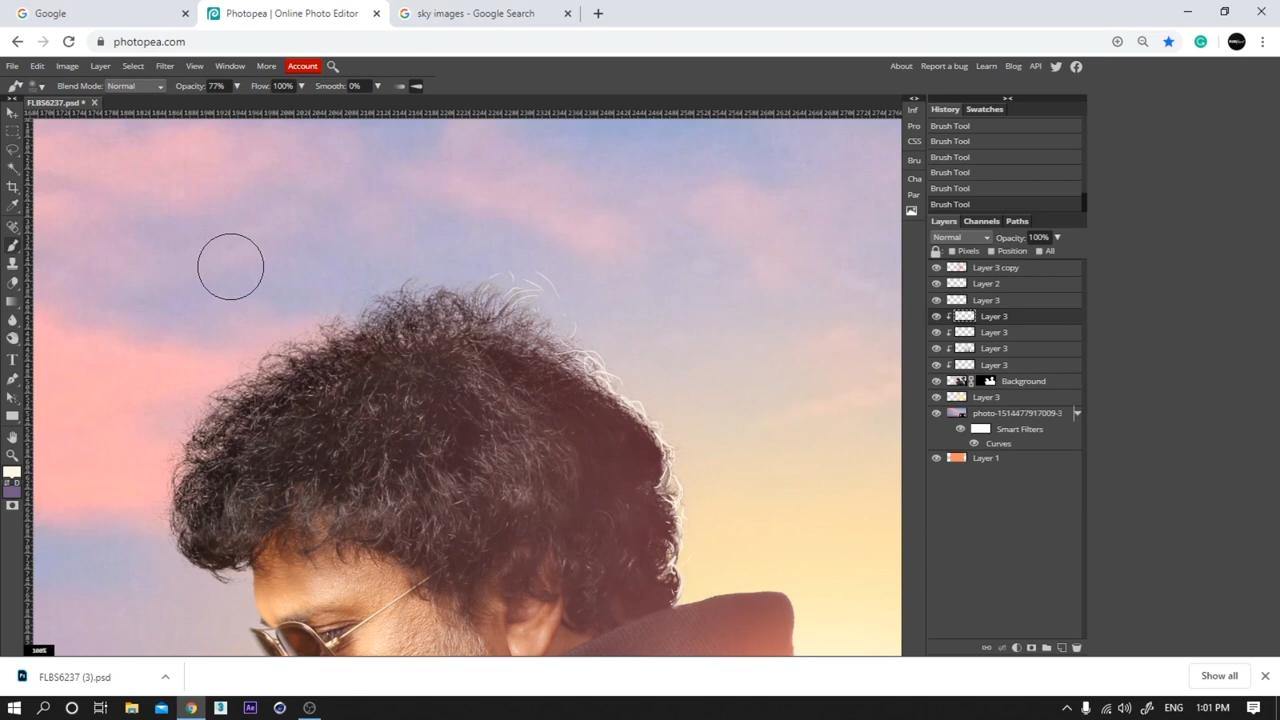 Google
Photopea | Online Photo Editor
sky images - Google Search
photopea.com
File Edit Image Layer Select Filter View Window More Account
About Report a bug Learn Blog API
Blend Mode: Normal Opacity: 77% Flow: 100% Smooth: 0%
FLBS6237.psd *
Inf
Pro
CSS
Bru
Cha
Par
History Swatches
Brush Tool
Brush Tool
Brush Tool
Brush Tool
Brush Tool
Brush Tool
Layers Channels Paths
Normal Opacity: 100%
Pixels Position All
Layer 3 copy
Layer 2
Layer 3
Layer 3
Layer 3
Layer 3
Layer 3
Background
Layer 3
photo-1514477917009-3
Smart Filters
Curves
Layer 1
D
100%
FLBS6237 (3).psd
Show all
ENG 1:01 PM